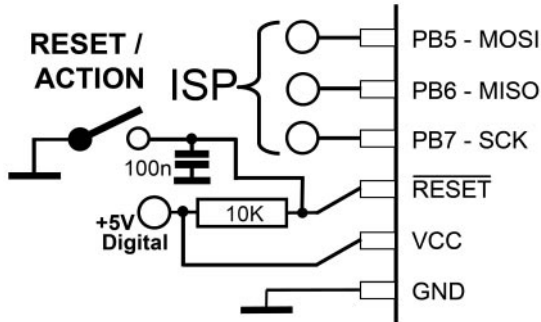 RESET /
ACTION
ISP
PB5 - MOSI
PB6 - MISO
PB7 - SCK
100n
RESET
+5V
Digital
10K
VCC
GND